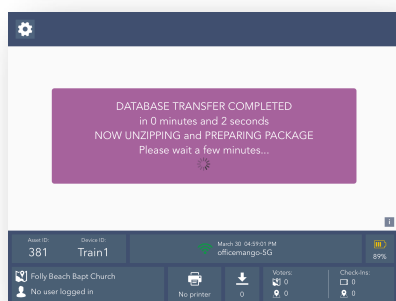 DATABASE TRANSFER COMPLETED
in 0 minutes and 2 seconds
NOW UNZIPPING and PREPARING PACKAGE
Please wait a few minutes...
i
Asset ID:
381
Device ID:
Train1
March 30 04:59:01 PM
officemango-5G
89%
Folly Beach Bapt Church
No user logged in
No printer
0
Voters:
0
0
Check-Ins:
0
0